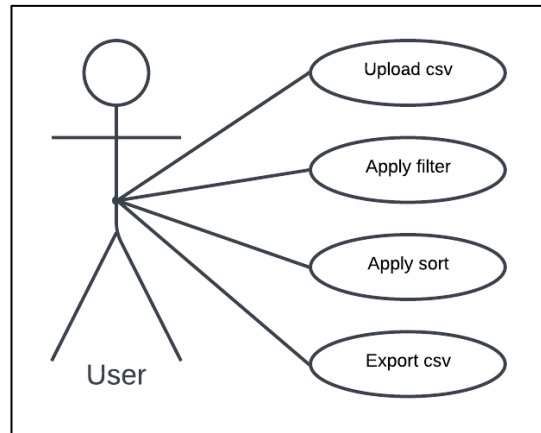 Upload csv
Apply filter
Apply sort
Export csv
User